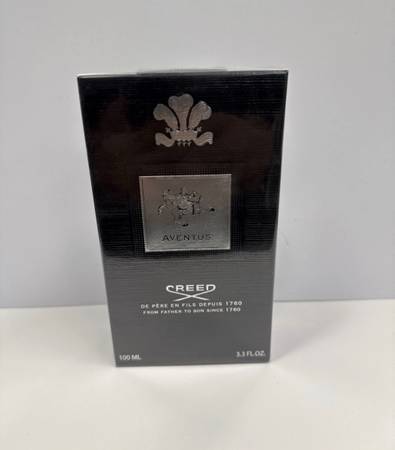 AVENTUS
CREED
DE PÈRE EN FILS DEPUIS 1760
FROM FATHER TO SON SINCE 1760
100 ML 3.3 FL.OZ.